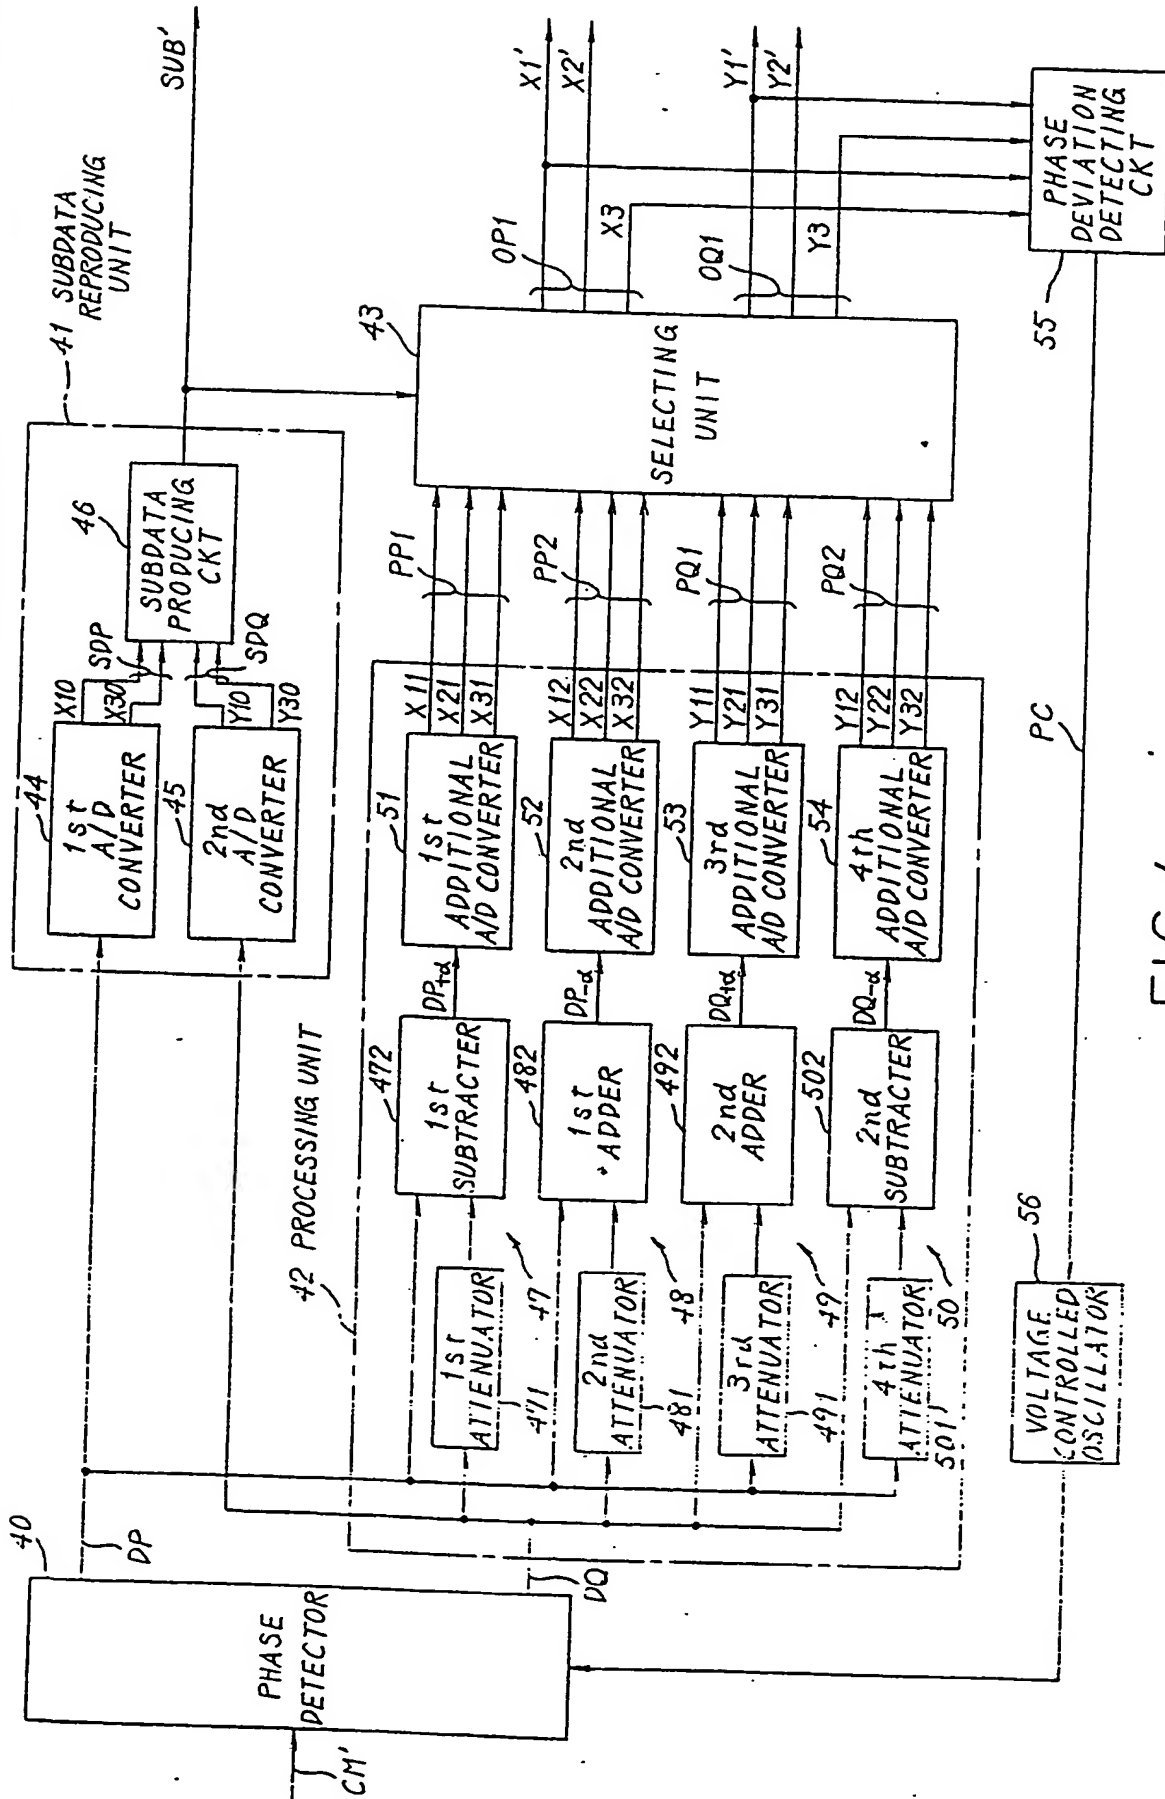 40
PHASE
DETECTOR
CM'
DP
DQ
41 SUBDATA
REPRODUCING
UNIT
44
1st
A/D
CONVERTER
45
2nd
A/D
CONVERTER
X10
X30
Y10
Y30
SDP
SDQ
46
SUBDATA
PRODUCING
CKT
SUB'
42 PROCESSING UNIT
1st
ATTENUATOR
471
47
472
1st
SUBTRACTER
DP+α
51
1st
ADDITIONAL
A/D CONVERTER
X11
X21
X31
PP1
2nd
ATTENUATOR
481
48
482
1st
ADDER
DP-α
52
2nd
ADDITIONAL
A/D CONVERTER
X12
X22
X32
PP2
3rd
ATTENUATOR
491
49
492
2nd
ADDER
DQ+α
53
3rd
ADDITIONAL
A/D CONVERTER
Y11
Y21
Y31
PQ1
4th
ATTENUATOR
501
50
502
2nd
SUBTRACTER
DQ-α
54
4th
ADDITIONAL
A/D CONVERTER
Y12
Y22
Y32
PQ2
43
SELECTING
UNIT
OP1
X1'
X2'
X3
OQ1
Y1'
Y2'
Y3
55
PHASE
DEVIATION
DETECTING
CKT
PC
56
VOLTAGE
CONTROLLED
OSCILLATOR